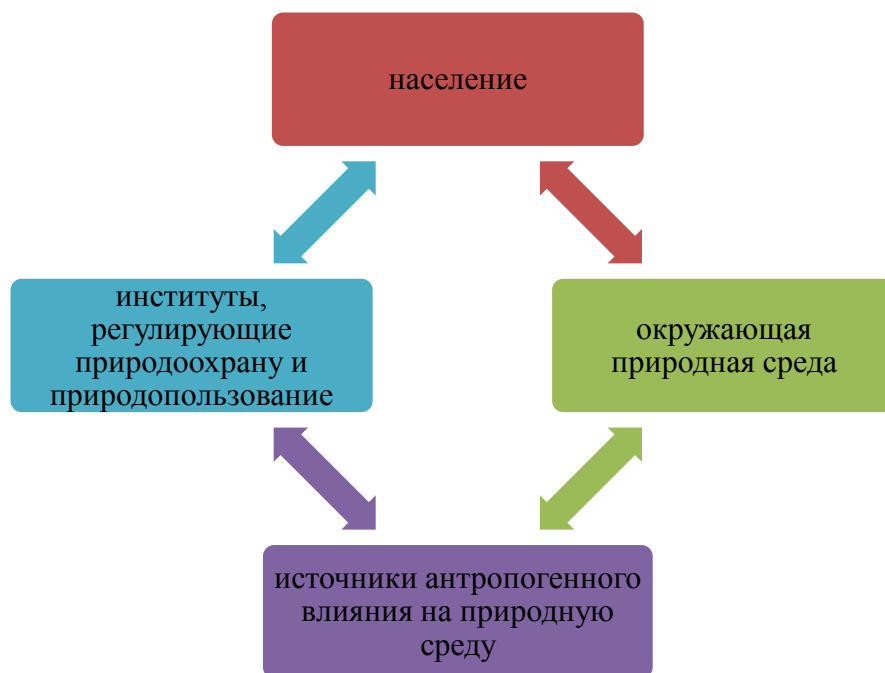 население
институты,
регулирующие
природоохрану и
природопользование
окружающая
природная среда
источники антропогенного
влияния на природную
среду